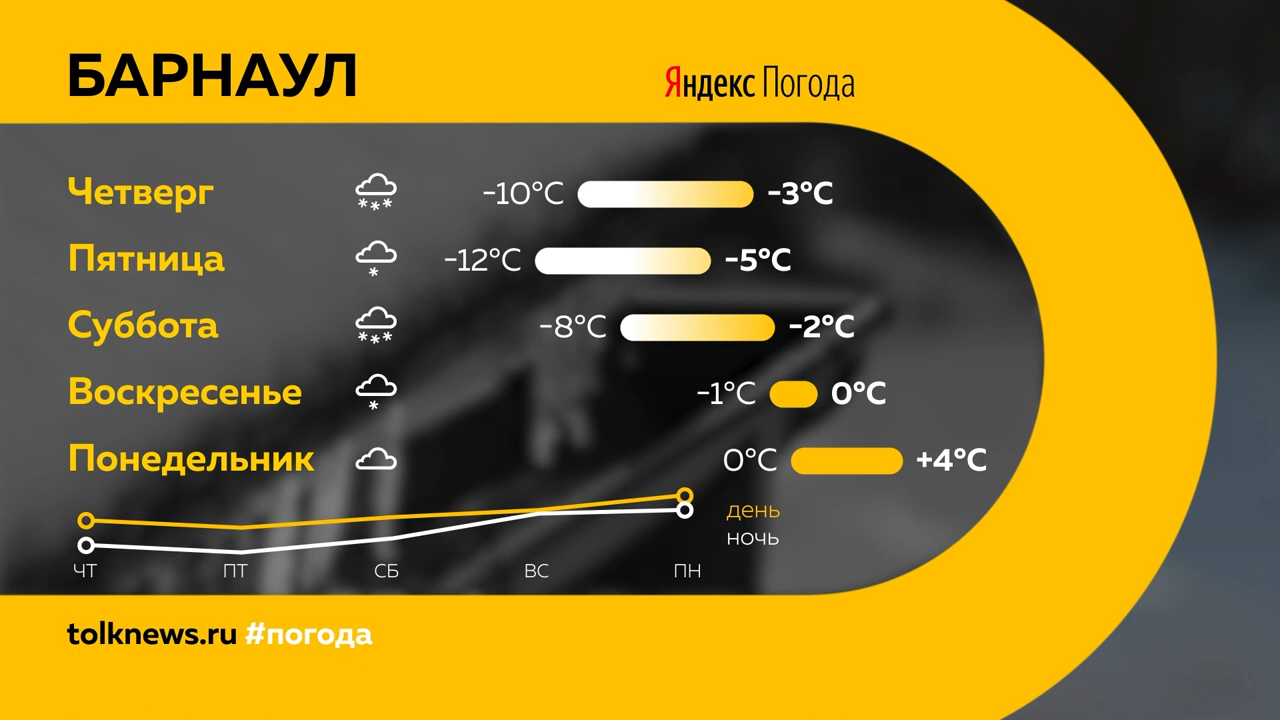 БАРНАУЛ
Яндекс Погода
Четверг -10°C -3°C
Пятница -12°C -5°C
Суббота -8°C -2°C
Воскресенье -1°C 0°C
Понедельник 0°C +4°C
день
ночь
ЧТ ПТ СБ ВС ПН
tolknews.ru #погода